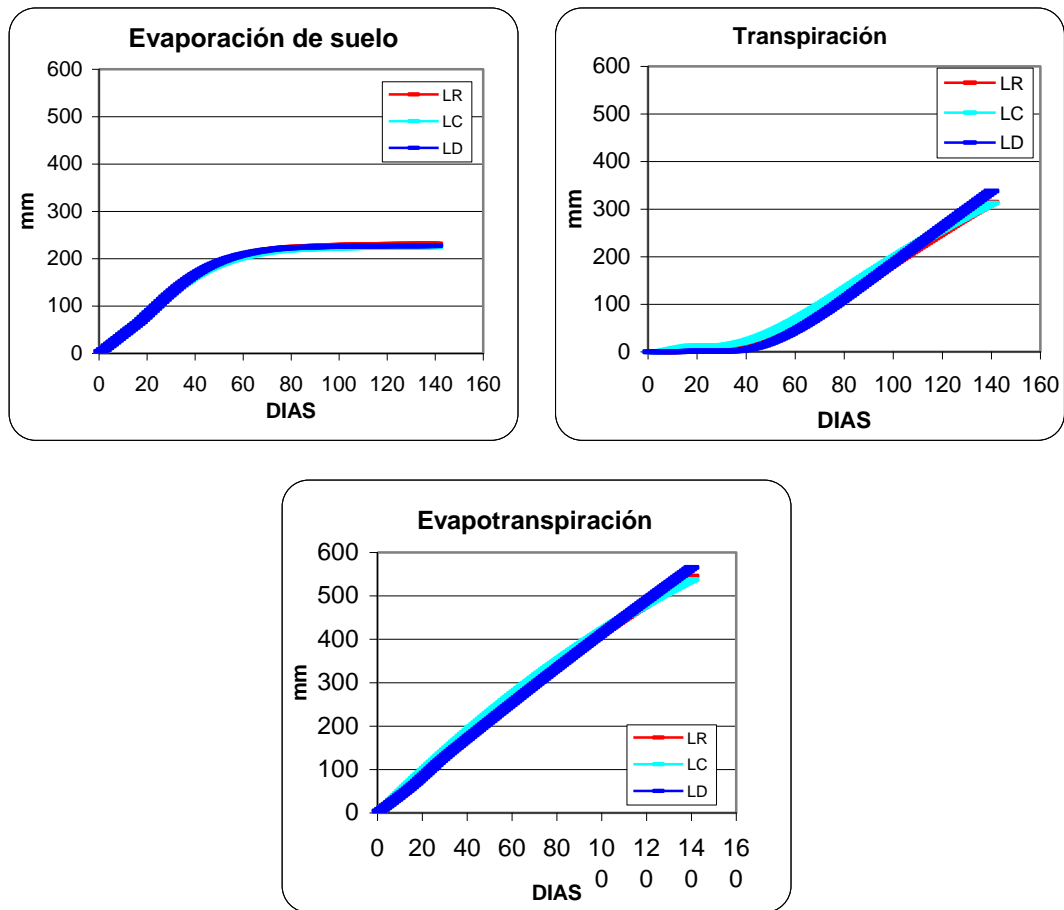 Evaporación de suelo
600
500
400
300
200
100
0
mm
LR
LC
LD
0 20 40 60 80 100 120 140 160
DIAS
Transpiración
600
500
400
300
200
100
0
mm
LR
LC
LD
0 20 40 60 80 100 120 140 160
DIAS
Evapotranspiración
600
500
400
300
200
100
0
mm
LR
LC
LD
0 20 40 60 80 10 12 14 16
0 0 0 0
DIAS